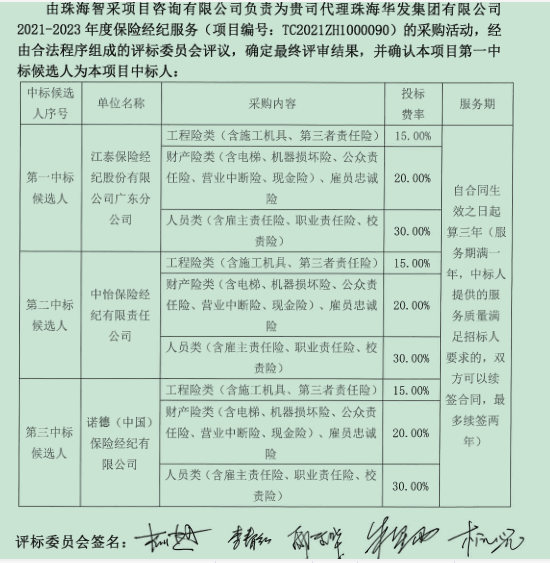 由珠海智采项目咨询有限公司负责为贵司代理珠海华发集团有限公司
2021-2023 年度保险经纪服务（项目编号：TC2021ZH1000090）的采购活动，经
由合法程序组成的评标委员会评议，确定最终评审结果，并确认本项目第一中
标候选人为本项目中标人：
中标候选
人序号
单位名称
采购内容
投标
费率
服务期
第一中标
候选人
江泰保险经
纪股份有限
公司广东分
公司
工程险类（含施工机具、第三者责任险）
15.00%
财产险类（含电梯、机器损坏险、公众责
任险、营业中断险、现金险）、雇员忠诚
险
20.00%
人员类（含雇主责任险、职业责任险、校
责险）
30.00%
第二中标
候选人
中怡保险经
纪有限责任
公司
工程险类（含施工机具、第三者责任险）
15.00%
财产险类（含电梯、机器损坏险、公众责
任险、营业中断险、现金险）、雇员忠诚
险
20.00%
人员类（含雇主责任险、职业责任险、校
责险）
30.00%
第三中标
候选人
诺德（中国）
保险经纪有
限公司
工程险类（含施工机具、第三者责任险）
15.00%
财产险类（含电梯、机器损坏险、公众责
任险、营业中断险、现金险）、雇员忠诚
险
20.00%
人员类（含雇主责任险、职业责任险、校
责险）
30.00%
自合同生
效之日起
算三年（服
务期满一
年，中标人
提供的服
务质量满
足招标人
要求的，双
方可以续
签合同，最
多续签两
年）
评标委员会签名：